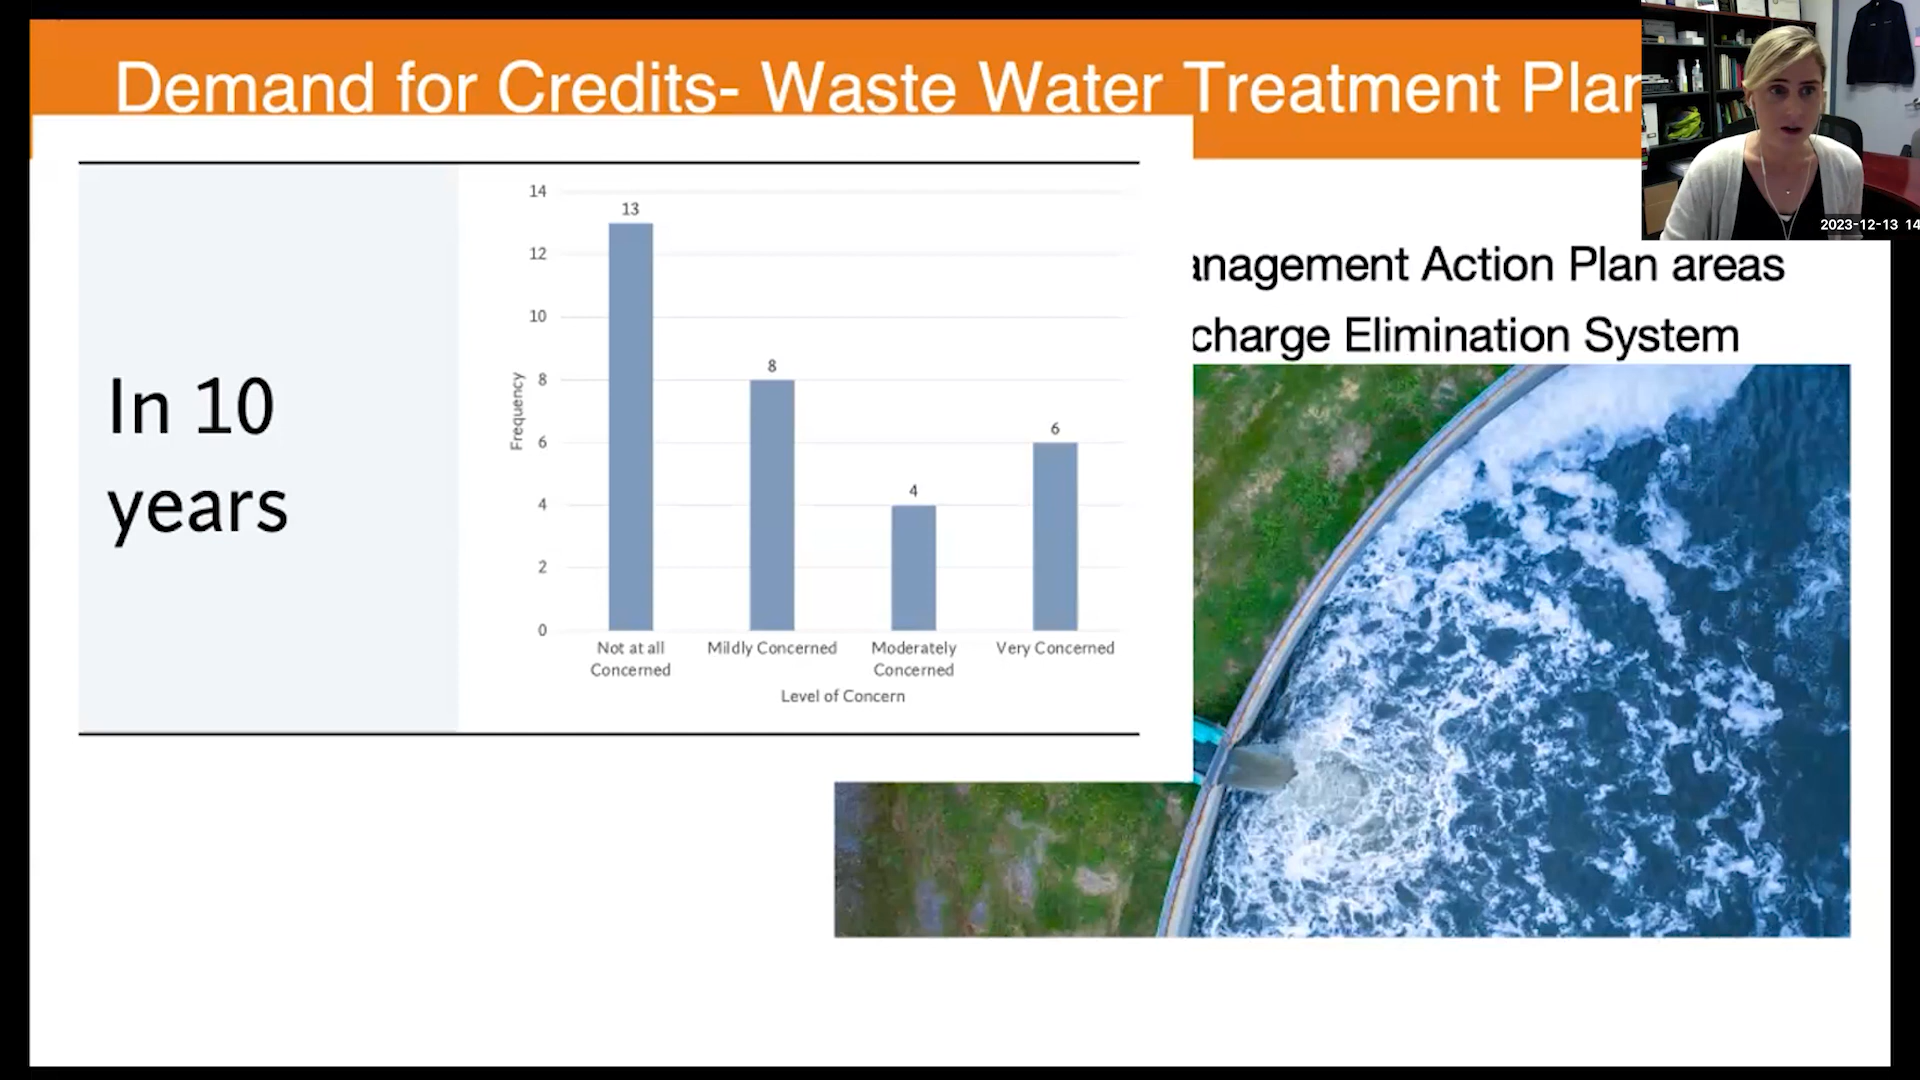 Demand for Credits- Waste Water Treatment Plan
2023-12-13 14
anagement Action Plan areas
charge Elimination System
In 10
years
14
12
10
8
6
4
2
0
Frequency
13
8
4
6
Not at all
Concerned
Mildly Concerned
Moderately
Concerned
Very Concerned
Level of Concern